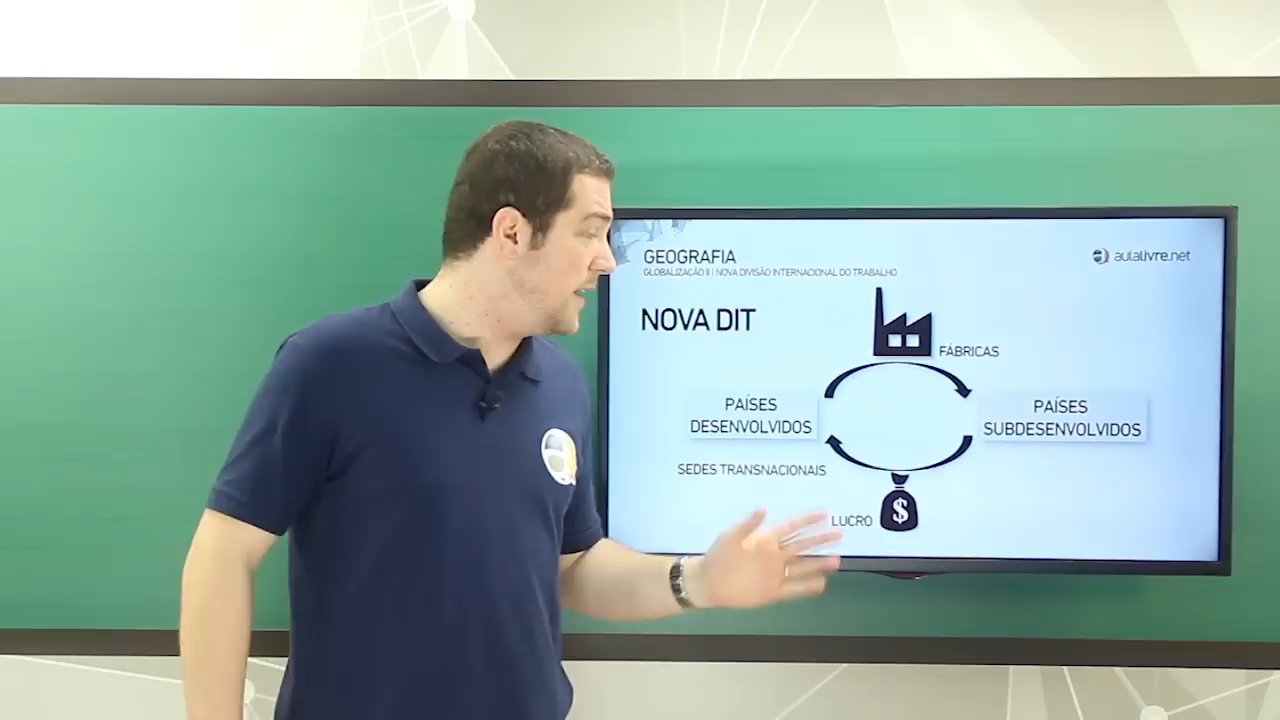 GEOGRAFIA
GLOBALIZAÇÃO II | NOVA DIVISÃO INTERNACIONAL DO TRABALHO
aulalivre.net
NOVA DIT
FÁBRICAS
PAÍSES
DESENVOLVIDOS
PAÍSES
SUBDESENVOLVIDOS
SEDES TRANSNACIONAIS
LUCRO
$